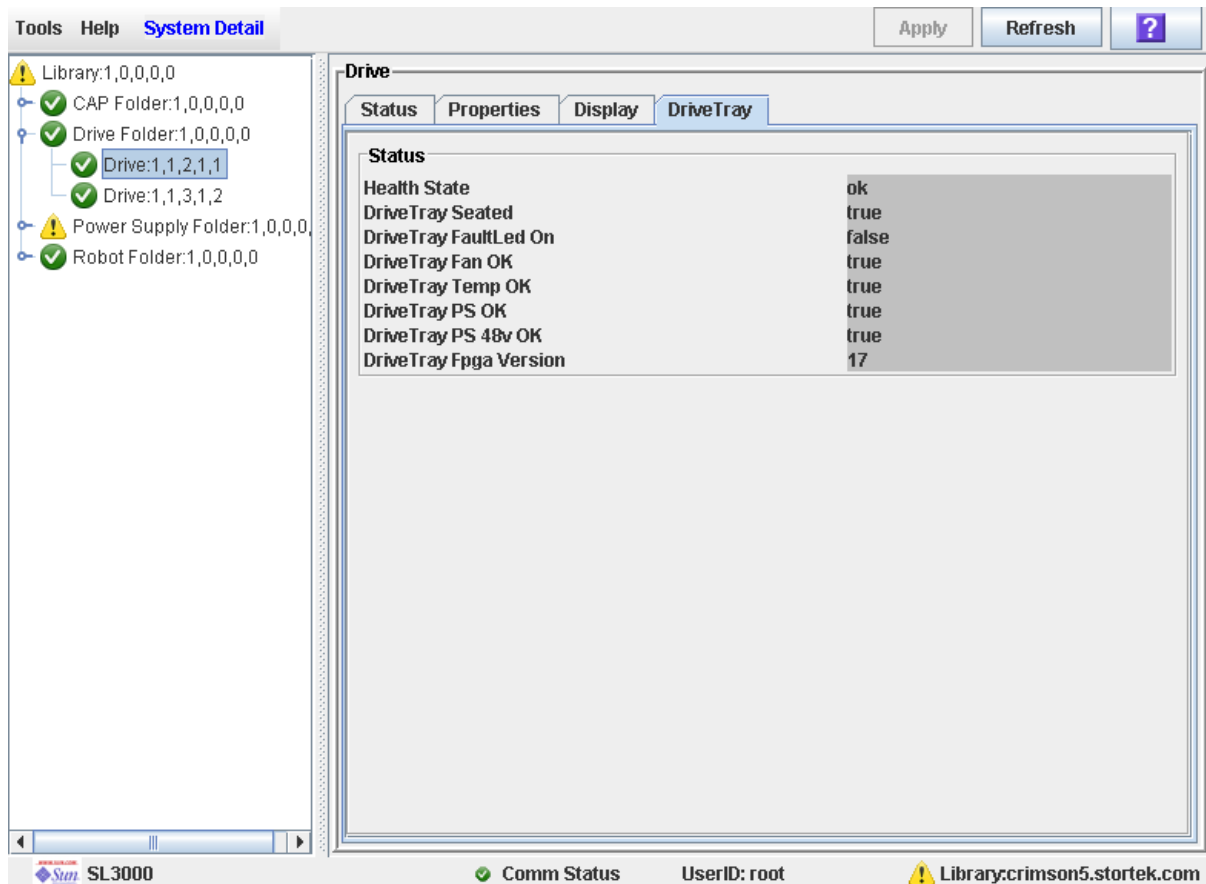 Tools Help System Detail Apply Refresh ?
Library:1,0,0,0,0
CAP Folder:1,0,0,0,0
Drive Folder:1,0,0,0,0
Drive:1,1,2,1,1
Drive:1,1,3,1,2
Power Supply Folder:1,0,0,0,
Robot Folder:1,0,0,0,0
Drive
Status Properties Display DriveTray
Status
Health State ok
DriveTray Seated true
DriveTray FaultLed On false
DriveTray Fan OK true
DriveTray Temp OK true
DriveTray PS OK true
DriveTray PS 48v OK true
DriveTray Fpga Version 17
Sun SL3000 Comm Status UserID: root Library:crimson5.stortek.com